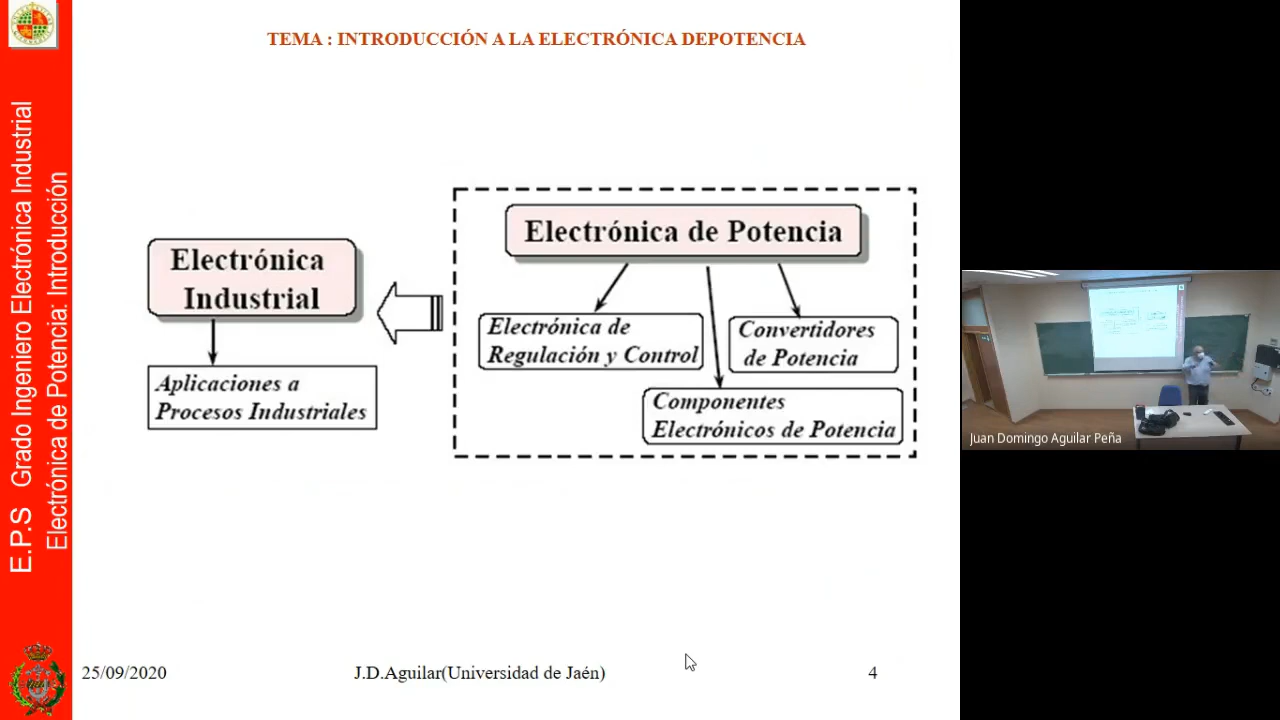 TEMA : INTRODUCCIÓN A LA ELECTRÓNICA DEPOTENCIA
E.P.S Grado Ingeniero Electrónica Industrial
Electrónica de Potencia: Introducción
Electrónica
Industrial
Aplicaciones a
Procesos Industriales
Electrónica de Potencia
Electrónica de
Regulación y Control
Convertidores
de Potencia
Componentes
Electrónicos de Potencia
Juan Domingo Aguilar Peña
25/09/2020
J.D.Aguilar(Universidad de Jaén)
4